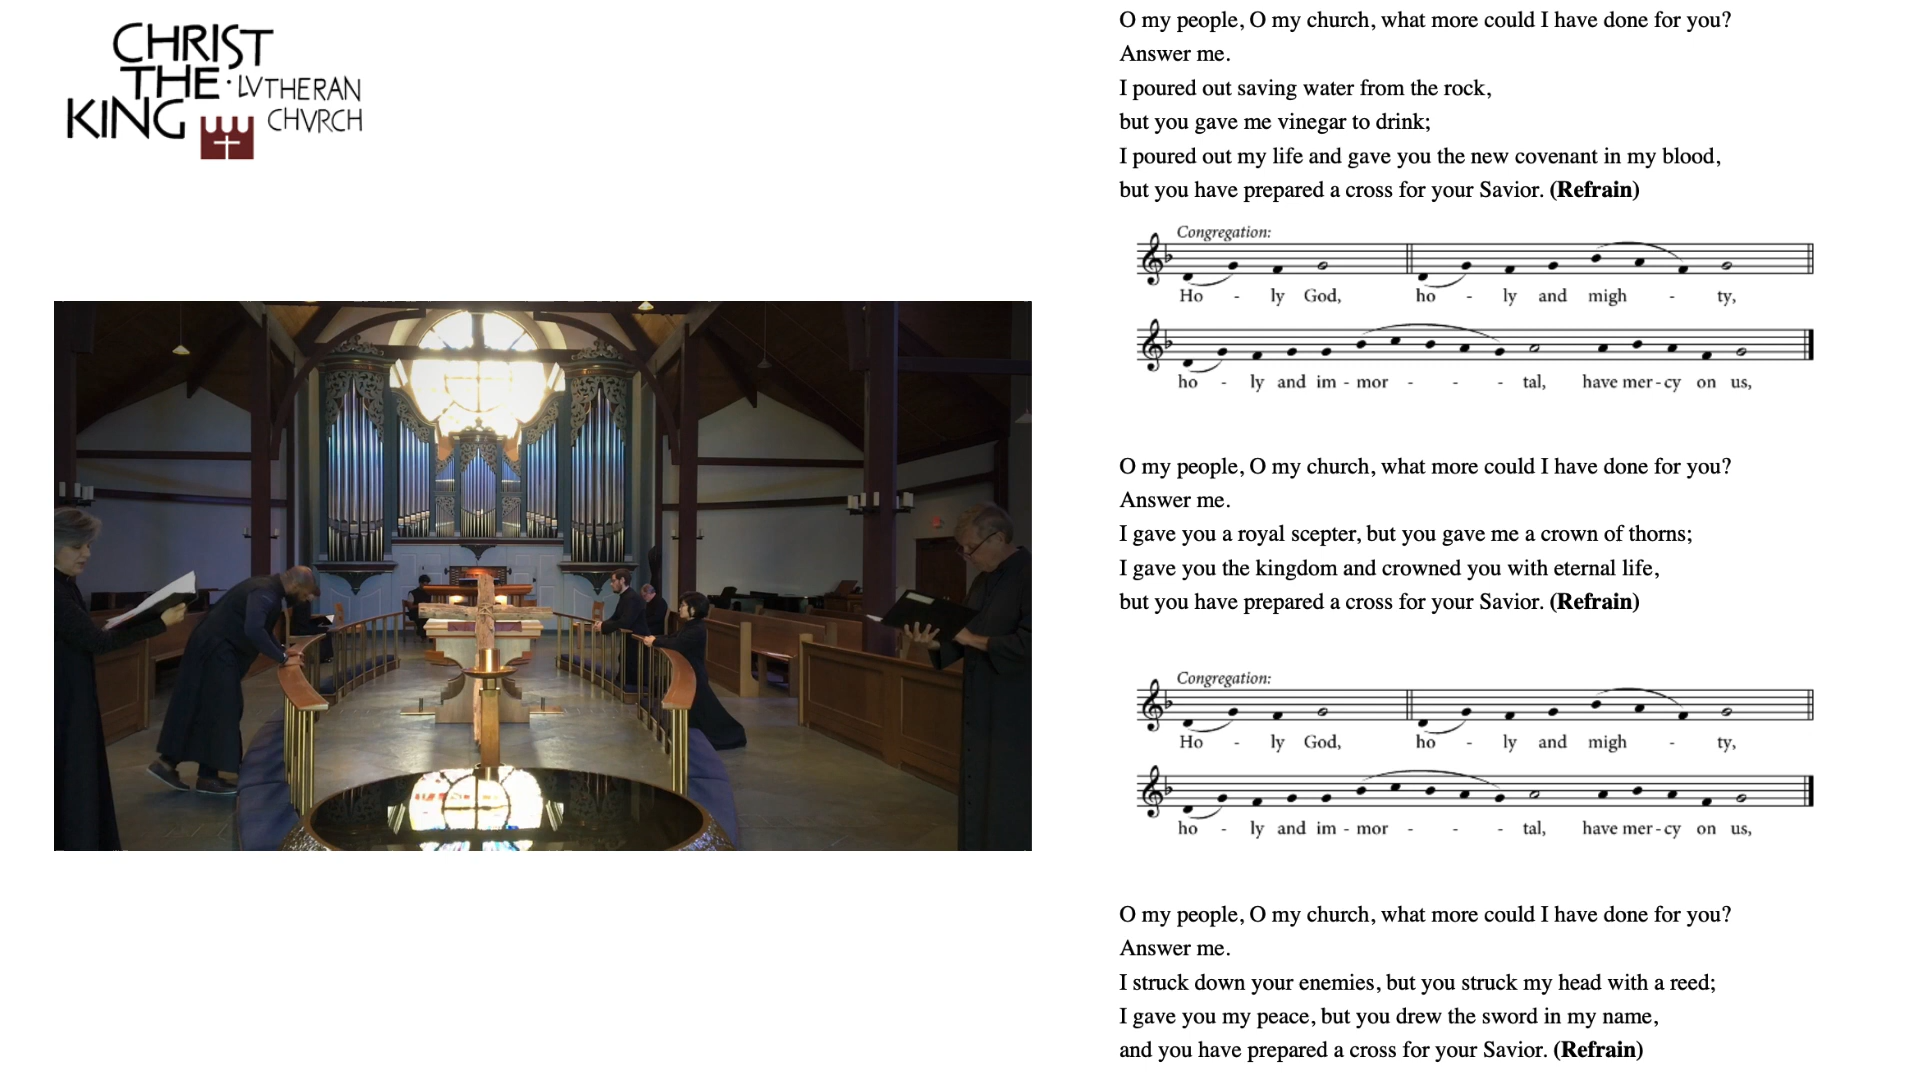 CHRIST
THE · LVTHERAN
KING CHVRCH
O my people, O my church, what more could I have done for you?
Answer me.
I poured out saving water from the rock,
but you gave me vinegar to drink;
I poured out my life and gave you the new covenant in my blood,
but you have prepared a cross for your Savior. (Refrain)
Congregation:
Ho - ly God, ho - ly and migh - ty,
ho - ly and im - mor - - - tal, have mer - cy on us,
O my people, O my church, what more could I have done for you?
Answer me.
I gave you a royal scepter, but you gave me a crown of thorns;
I gave you the kingdom and crowned you with eternal life,
but you have prepared a cross for your Savior. (Refrain)
Congregation:
Ho - ly God, ho - ly and migh - ty,
ho - ly and im - mor - - - tal, have mer - cy on us,
O my people, O my church, what more could I have done for you?
Answer me.
I struck down your enemies, but you struck my head with a reed;
I gave you my peace, but you drew the sword in my name,
and you have prepared a cross for your Savior. (Refrain)